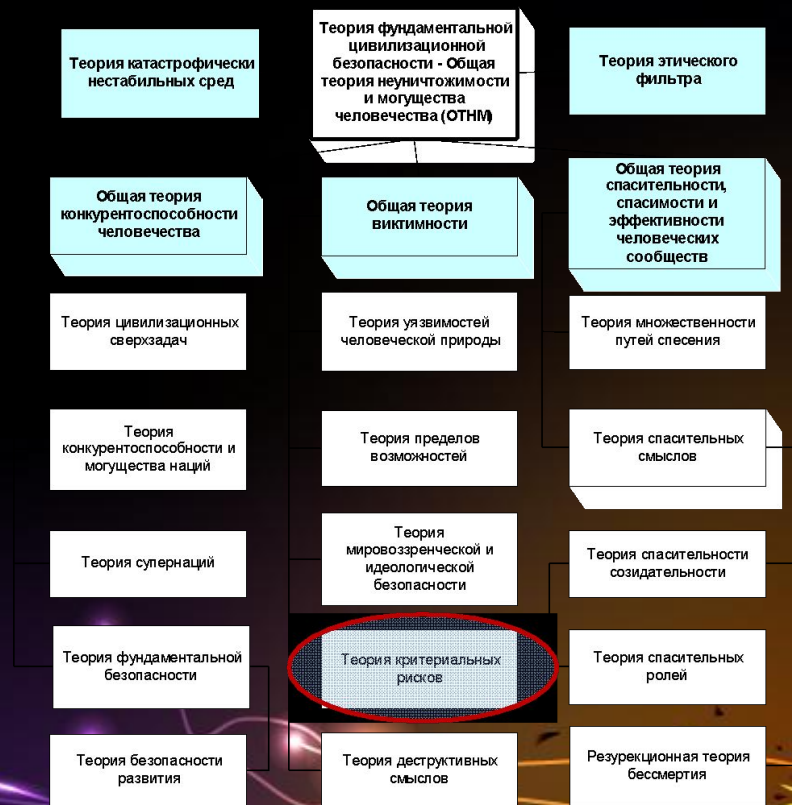 Теория катастрофически
нестабильных сред
Теория фундаментальной
цивилизационной
безопасности - Общая
теория неуничтожимости
и могущества
человечества (ОТНМ)
Теория этического
фильтра
Общая теория
конкурентоспособности
человечества
Общая теория
виктимности
Общая теория
спасительности,
спасимости и
эффективности
человеческих
сообществ
Теория цивилизационных
сверхзадач
Теория уязвимостей
человеческой природы
Теория множественности
путей спесения
Теория
конкурентоспособности и
могущества наций
Теория пределов
возможностей
Теория спасительных
смыслов
Теория супернаций
Теория
мировоззренческой и
идеологической
безопасности
Теория спасительности
созидательности
Теория фундаментальной
безопасности
Теория критериальных
рисков
Теория спасительных
ролей
Теория безопасности
развития
Теория деструктивных
смыслов
Резурекционная теория
бессмертия